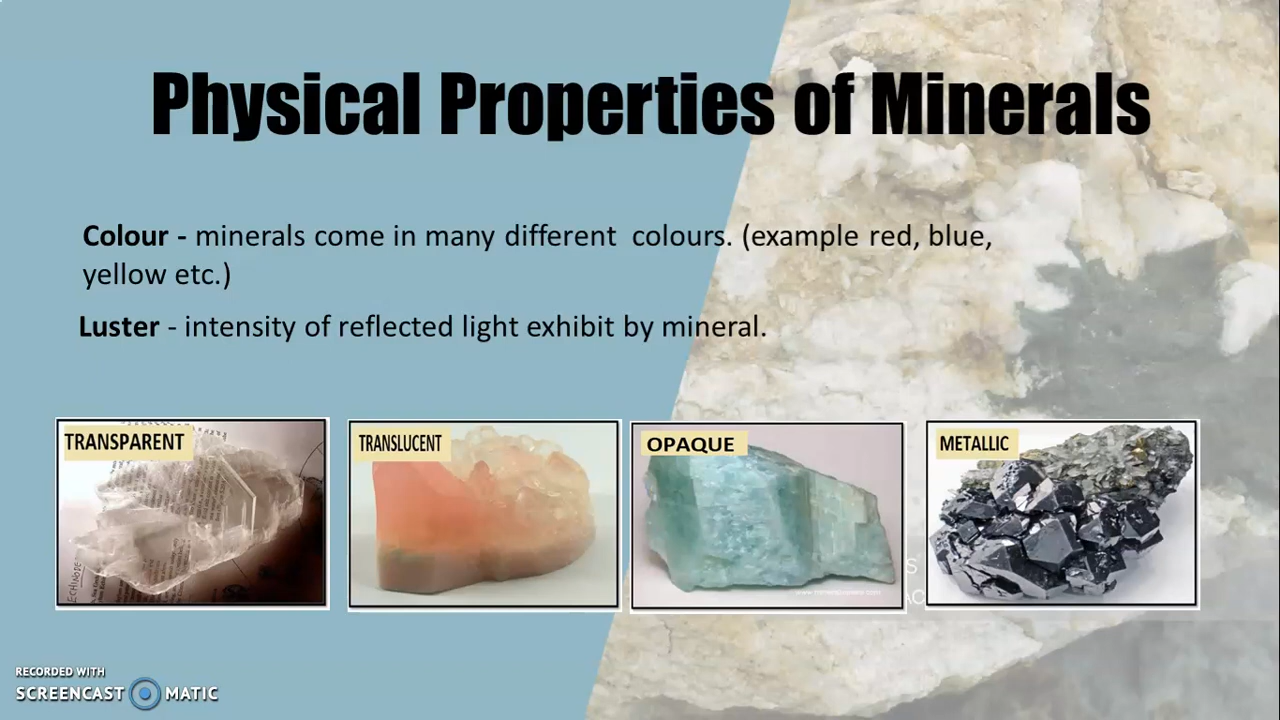 Physical Properties of Minerals
Colour - minerals come in many different colours. (example red, blue,
yellow etc.)
Luster - intensity of reflected light exhibit by mineral.
TRANSPARENT
TRANSLUCENT
OPAQUE
METALLIC
RECORDED WITH
SCREENCAST MATIC